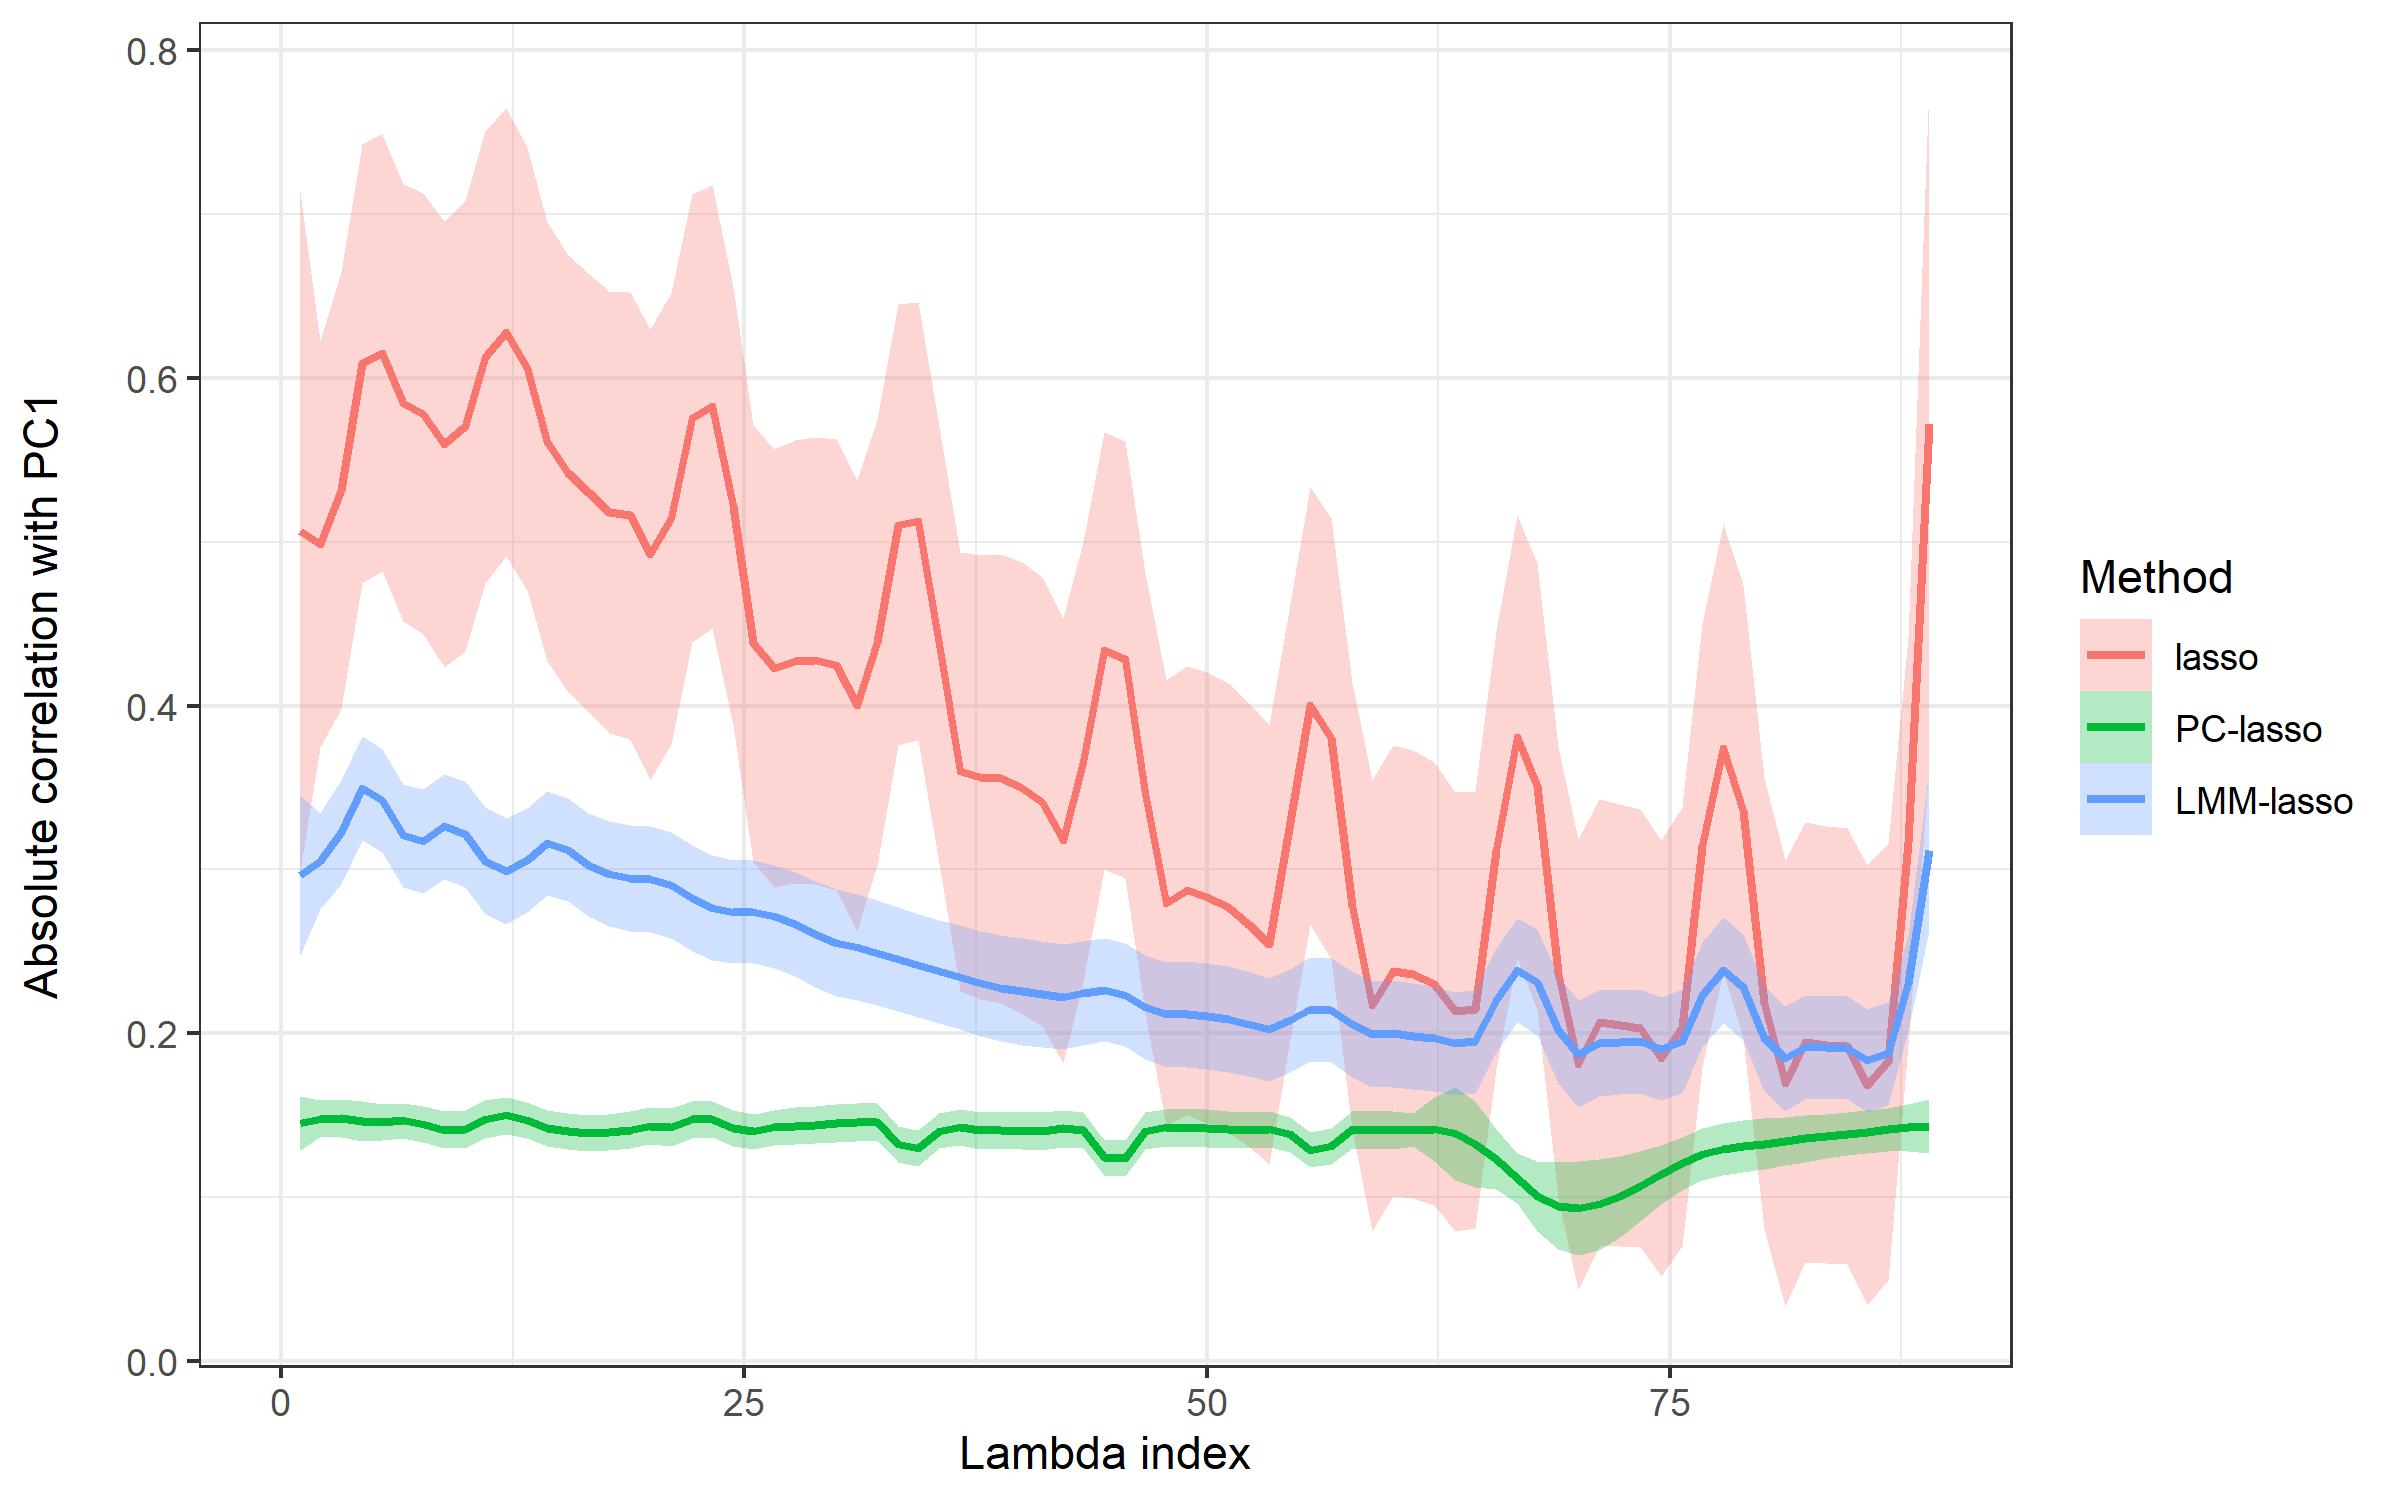 Absolute correlation with PC1
0.8
0.6
0.4
0.2
0.0
0
25
50
75
Lambda index
Method
lasso
PC-lasso
LMM-lasso